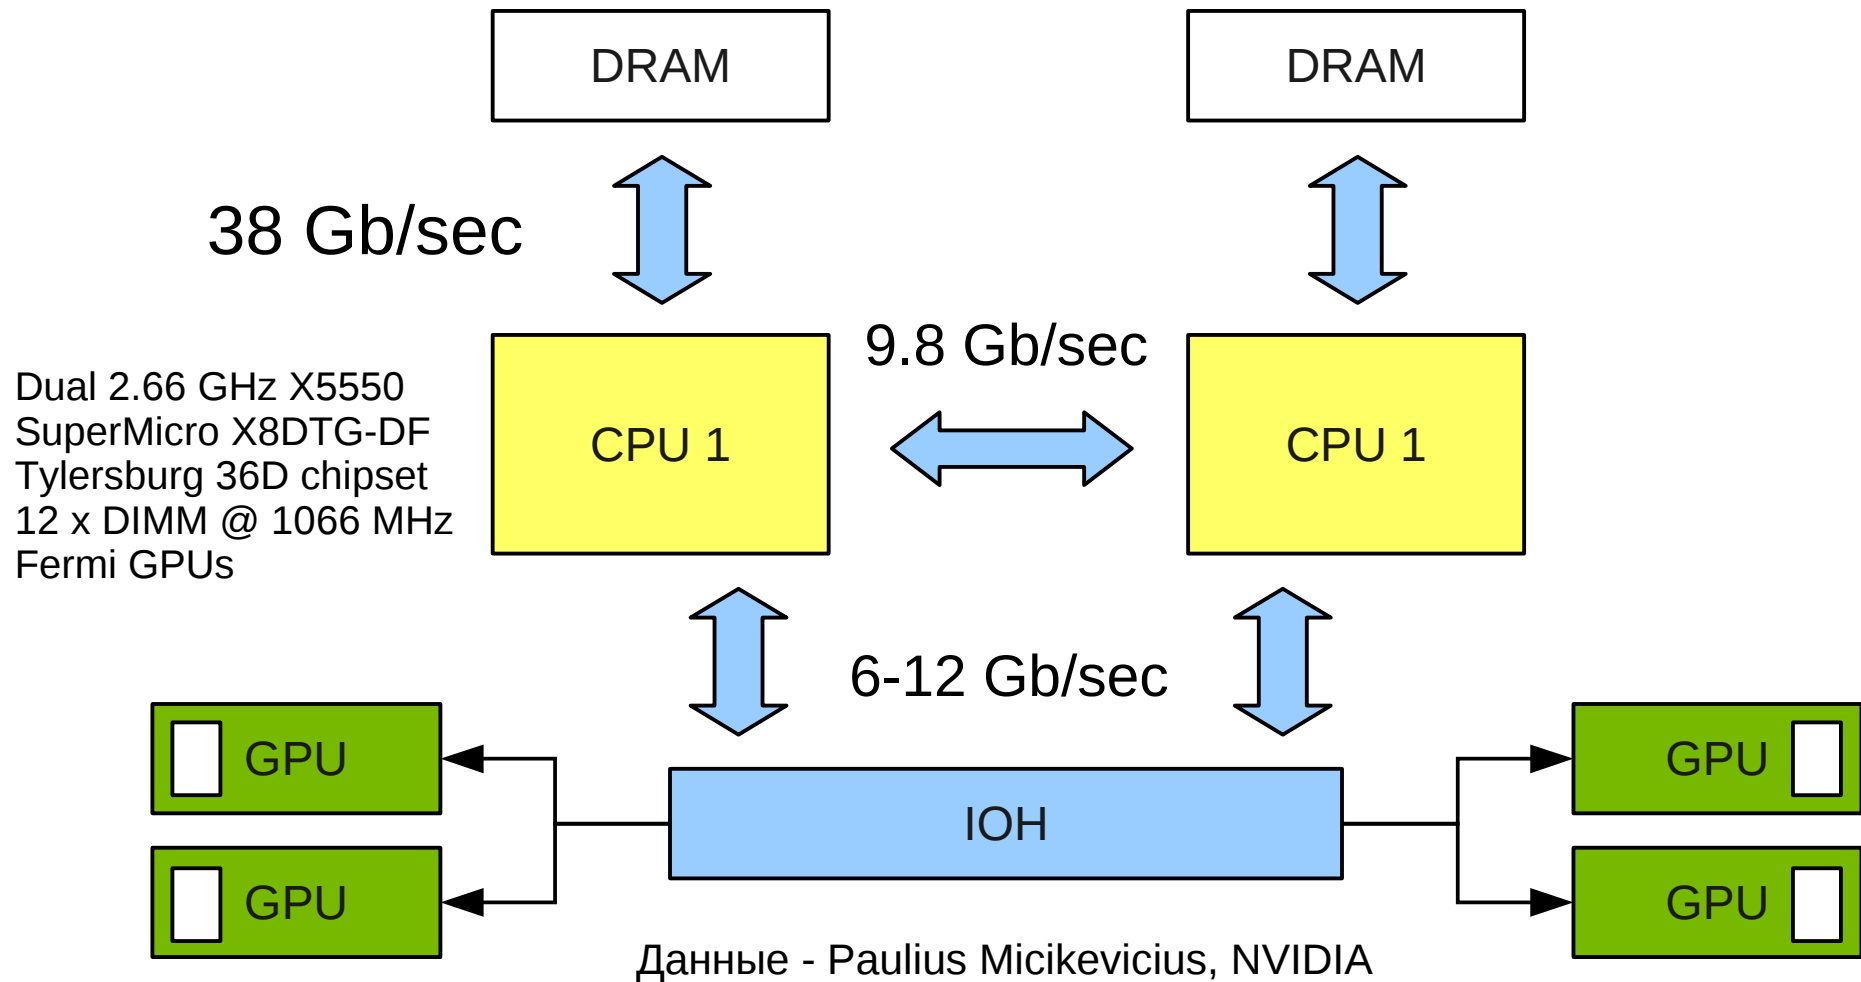 DRAM
DRAM
38 Gb/sec
9.8 Gb/sec
Dual 2.66 GHz X5550
SuperMicro X8DTG-DF
Tylersburg 36D chipset
12 x DIMM @ 1066 MHz
Fermi GPUs
CPU 1
CPU 1
6-12 Gb/sec
GPU
GPU
IOH
GPU
GPU
Данные - Paulius Micikevicius, NVIDIA